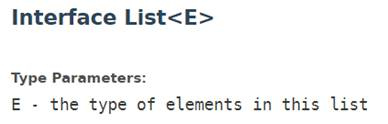 Interface List<E>
Type Parameters:
E - the type of elements in this list